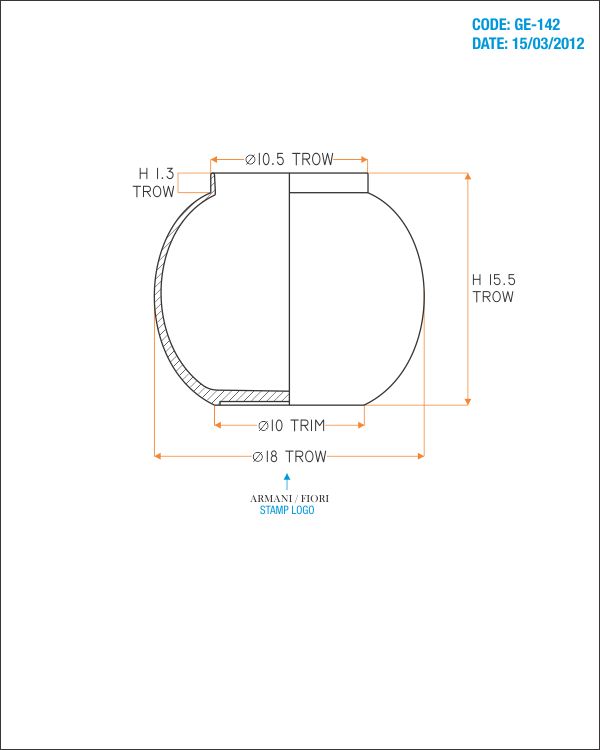 CODE: GE-142
DATE: 15/03/2012
Ø10.5 TROW
H 1.3
TROW
H 15.5
TROW
Ø10 TRIM
Ø18 TROW
ARMANI / FIORI
STAMP LOGO